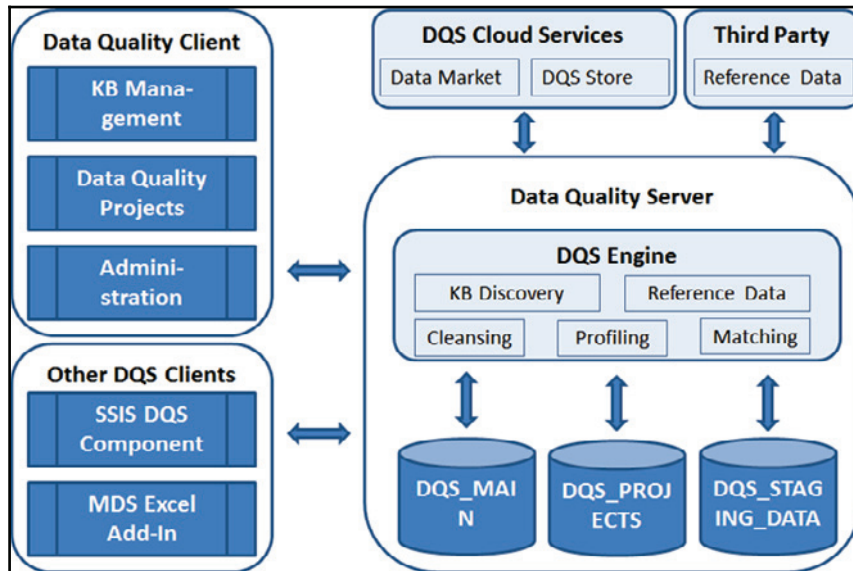 Data Quality Client
KB Mana-
gement
Data Quality
Projects
Admini-
stration
Other DQS Clients
SSIS DQS
Component
MDS Excel
Add-In
DQS Cloud Services
Data Market
DQS Store
Third Party
Reference Data
Data Quality Server
DQS Engine
KB Discovery
Reference Data
Cleansing
Profiling
Matching
DQS_MAI
N
DQS_PROJ
ECTS
DQS_STAG
ING_DATA